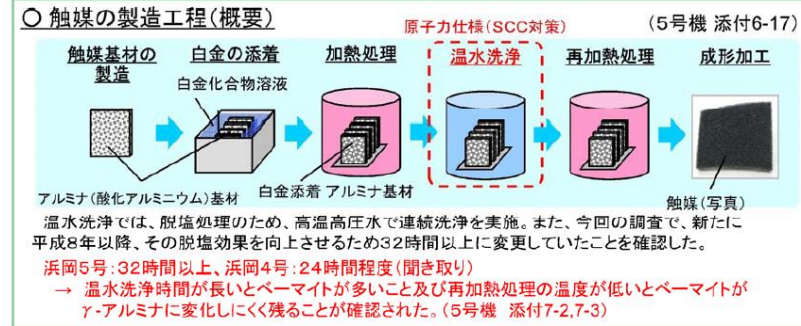 ○ 触媒の製造工程(概要)
原子力仕様(SCC対策)
(5号機 添付6-17)
触媒基材の
製造
白金の添着
加熱処理
温水洗浄
再加熱処理
成形加工
白金化合物溶液
アルミナ(酸化アルミニウム)基材
白金添着 アルミナ基材
触媒(写真)
温水洗浄では、脱塩処理のため、高温高圧水で連続洗浄を実施。また、今回の調査で、新たに
平成8年以降、その脱塩効果を向上させるため32時間以上に変更していたことを確認した。
浜岡5号:32時間以上、浜岡4号:24時間程度(聞き取り)
→ 温水洗浄時間が長いとベーマイトが多いこと及び再加熱処理の温度が低いとベーマイトが
γ-アルミナに変化しにくく残ることが確認された。(5号機 添付7-2,7-3)